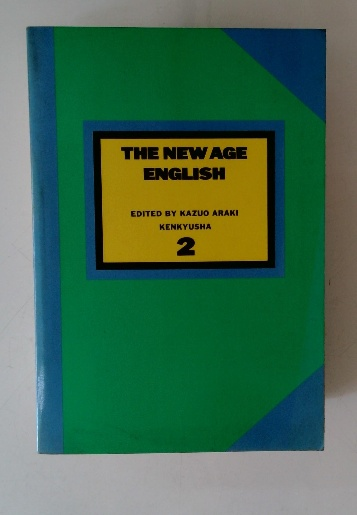 THE NEW AGE
ENGLISH
EDITED BY KAZUO ARAKI
KENKYUSHA
2